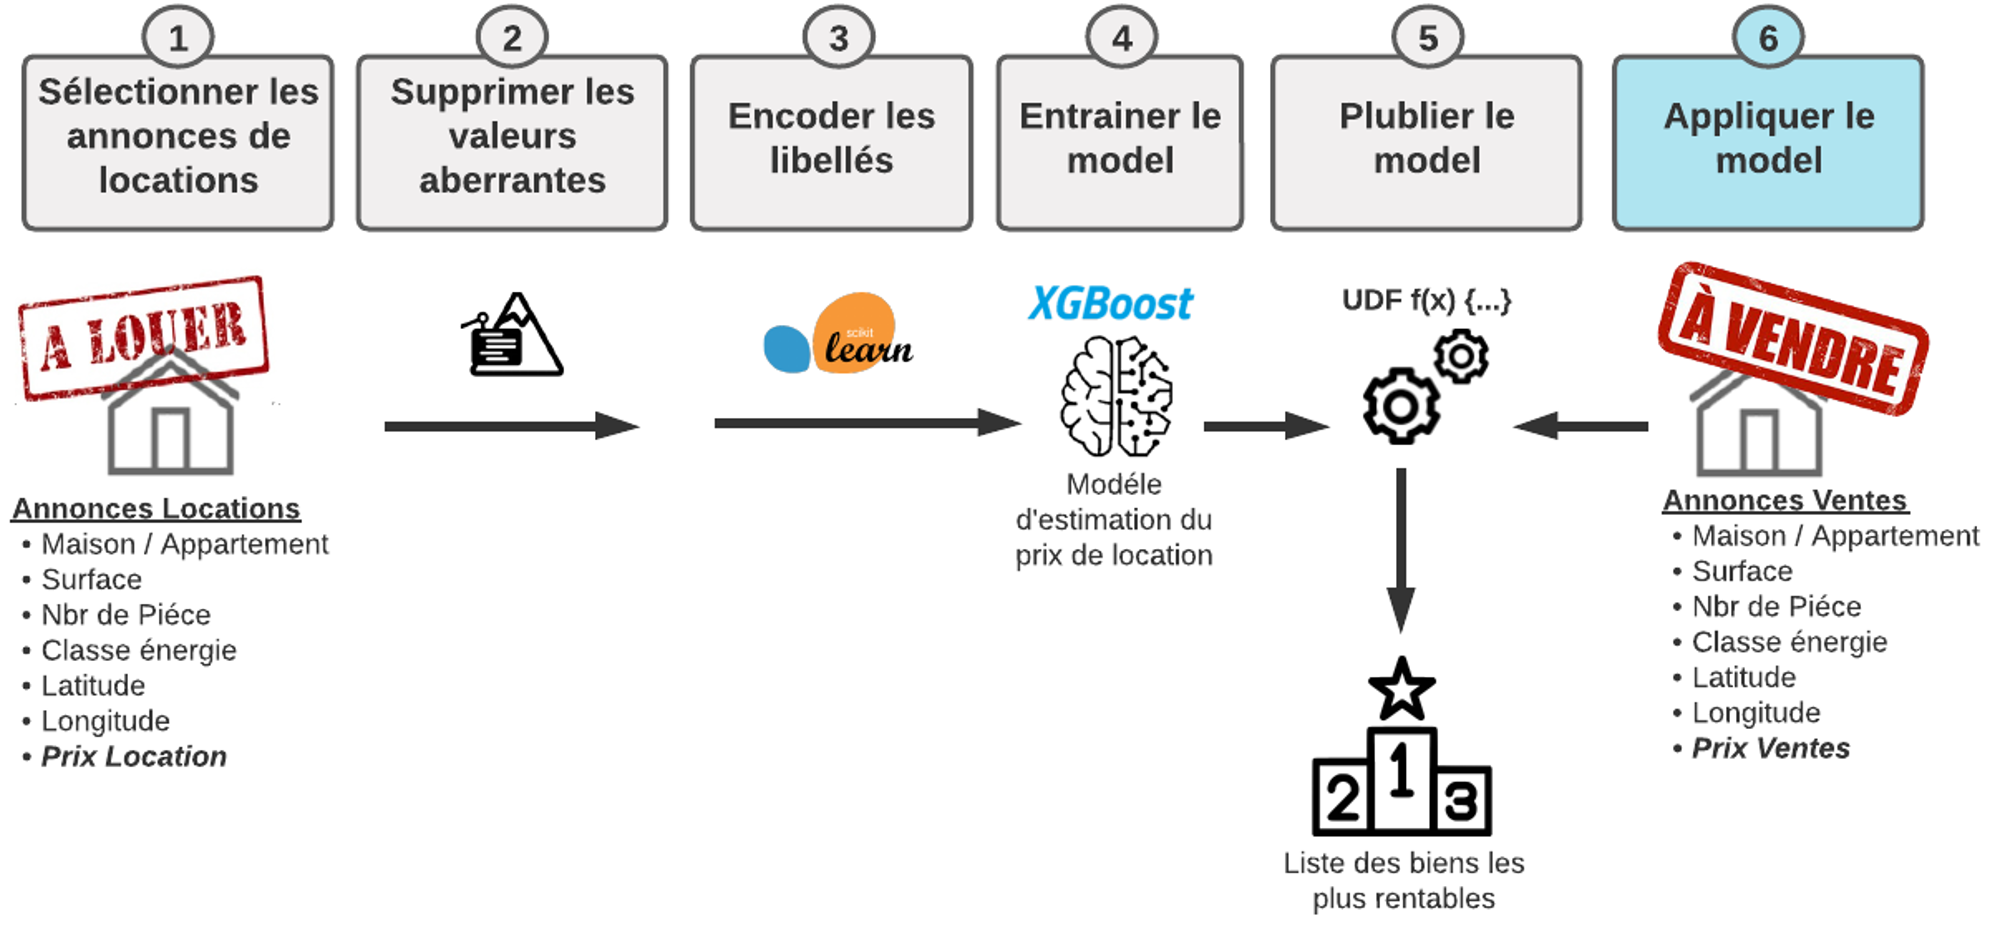 1
Sélectionner les
annonces de
locations
2
Supprimer les
valeurs
aberrantes
3
Encoder les
libellés
4
Entrainer le
model
5
Plublier le
model
6
Appliquer le
model
A LOUER
scikit
learn
XGBoost
UDF f(x) {...}
À VENDRE
Annonces Locations
• Maison / Appartement
• Surface
• Nbr de Piéce
• Classe énergie
• Latitude
• Longitude
• Prix Location
Modéle
d'estimation du
prix de location
Annonces Ventes
• Maison / Appartement
• Surface
• Nbr de Piéce
• Classe énergie
• Latitude
• Longitude
• Prix Ventes
2 1 3
Liste des biens les
plus rentables